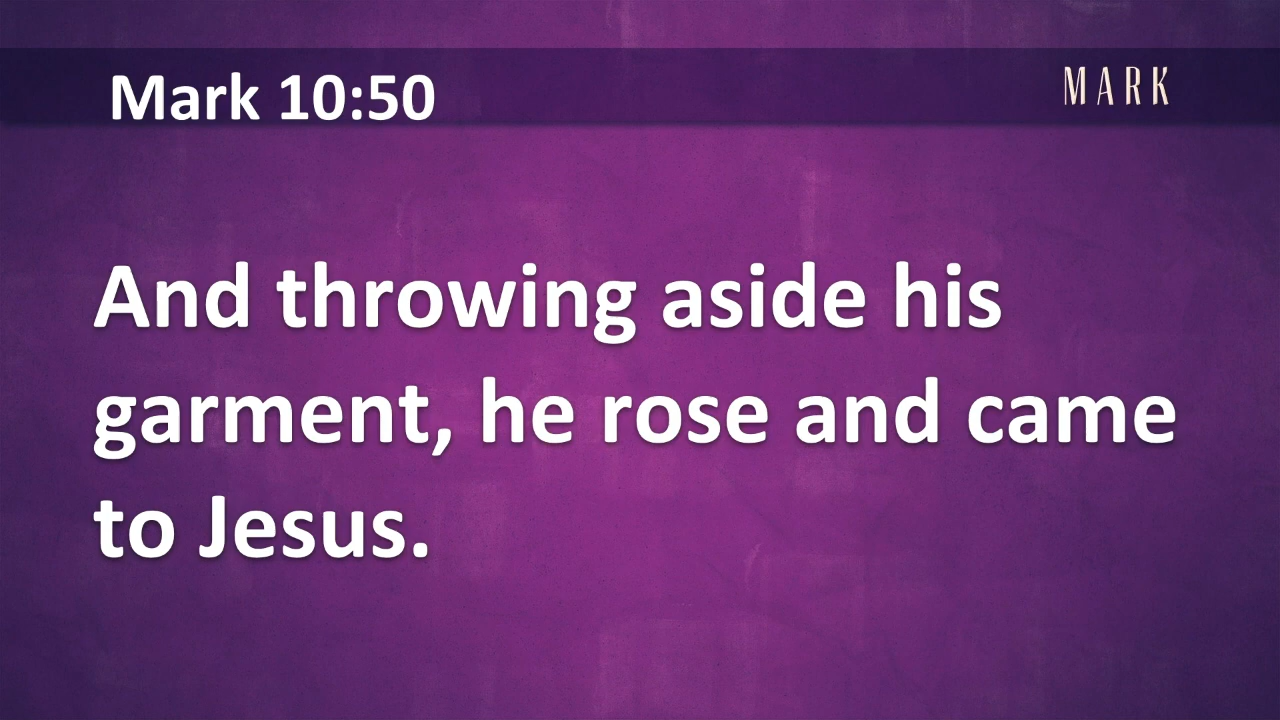 Mark 10:50
MARK
And throwing aside his
garment, he rose and came
to Jesus.